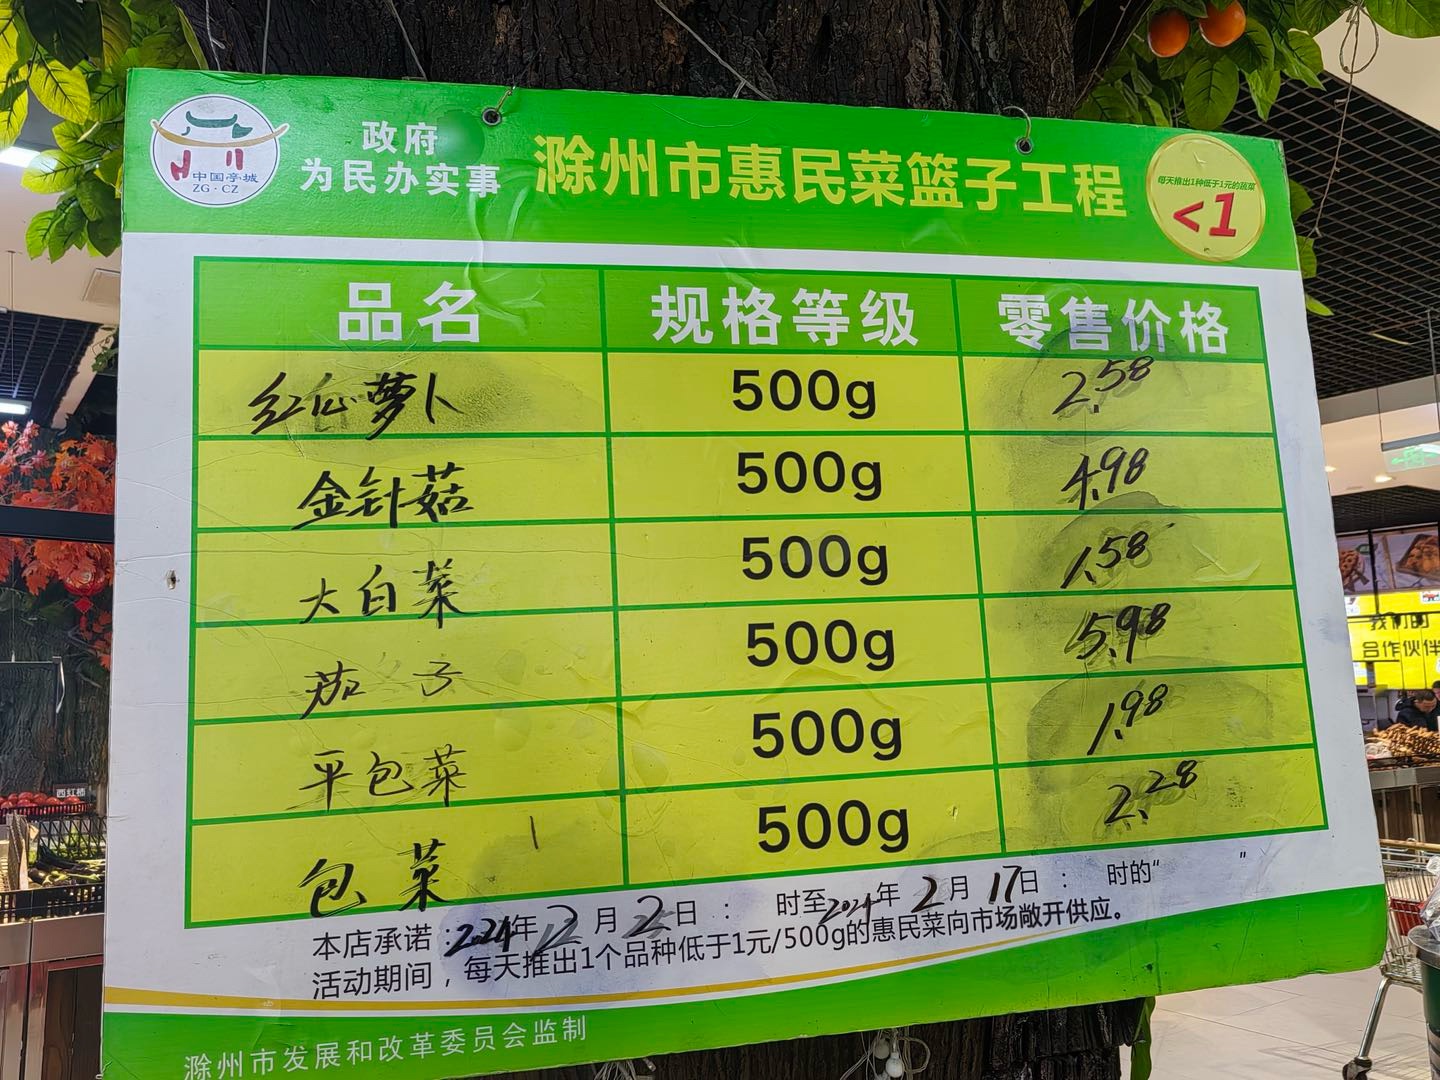 中国亭城
ZG·CZ
政府
为民办实事
滁州市惠民菜篮子工程
每天推出1种低于1元的蔬菜
<1
品名 规格等级 零售价格
红心萝卜 500g 2.58
金针菇 500g 4.98
大白菜 500g 1.58
茄子 500g 5.98
平包菜 500g 1.98
包菜 500g 2.28
本店承诺：2024年2月2日 ： 时至2024年2月17日 ： 时的“ ”
活动期间，每天推出1个品种低于1元/500g的惠民菜向市场敞开供应。
滁州市发展和改革委员会监制
西红柿
我们的
合作伙伴